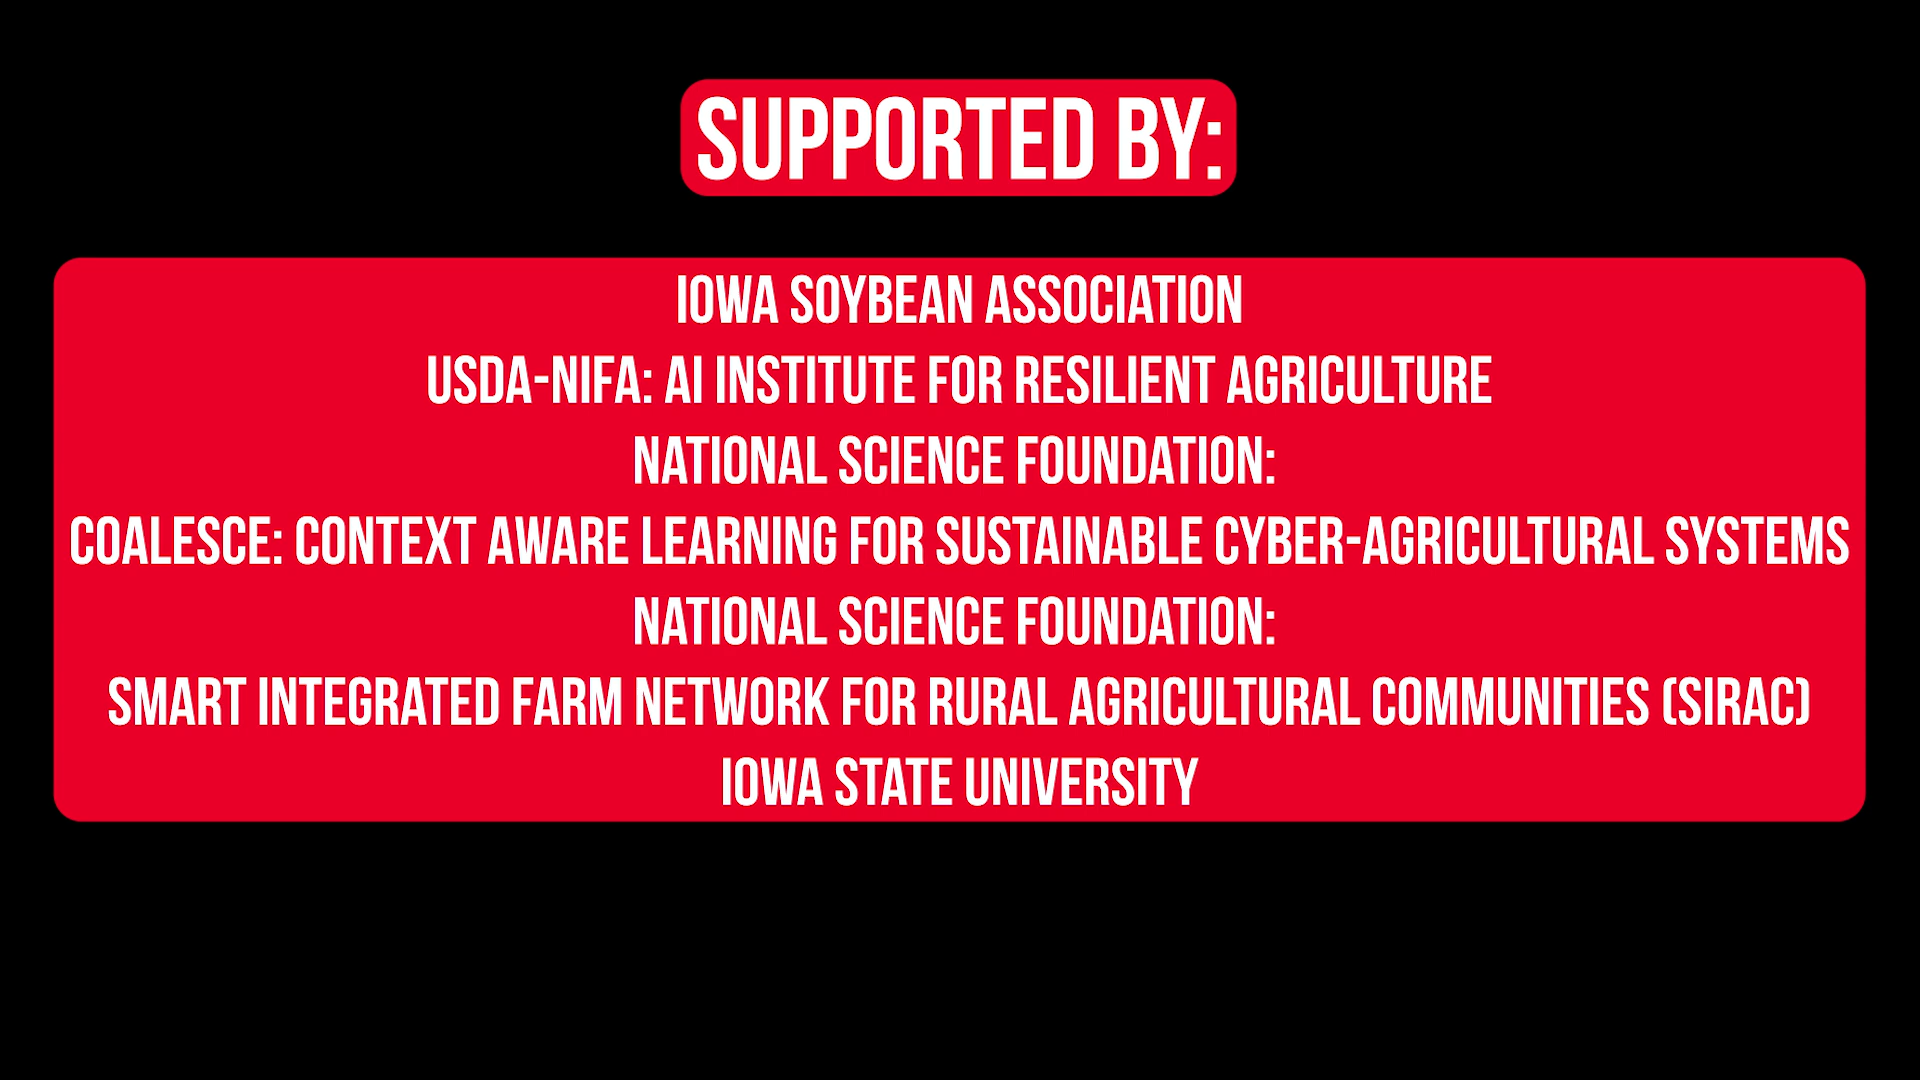 SUPPORTED BY:
IOWA SOYBEAN ASSOCIATION
USDA-NIFA: AI INSTITUTE FOR RESILIENT AGRICULTURE
NATIONAL SCIENCE FOUNDATION:
COALESCE: CONTEXT AWARE LEARNING FOR SUSTAINABLE CYBER-AGRICULTURAL SYSTEMS
NATIONAL SCIENCE FOUNDATION:
SMART INTEGRATED FARM NETWORK FOR RURAL AGRICULTURAL COMMUNITIES (SIRAC)
IOWA STATE UNIVERSITY